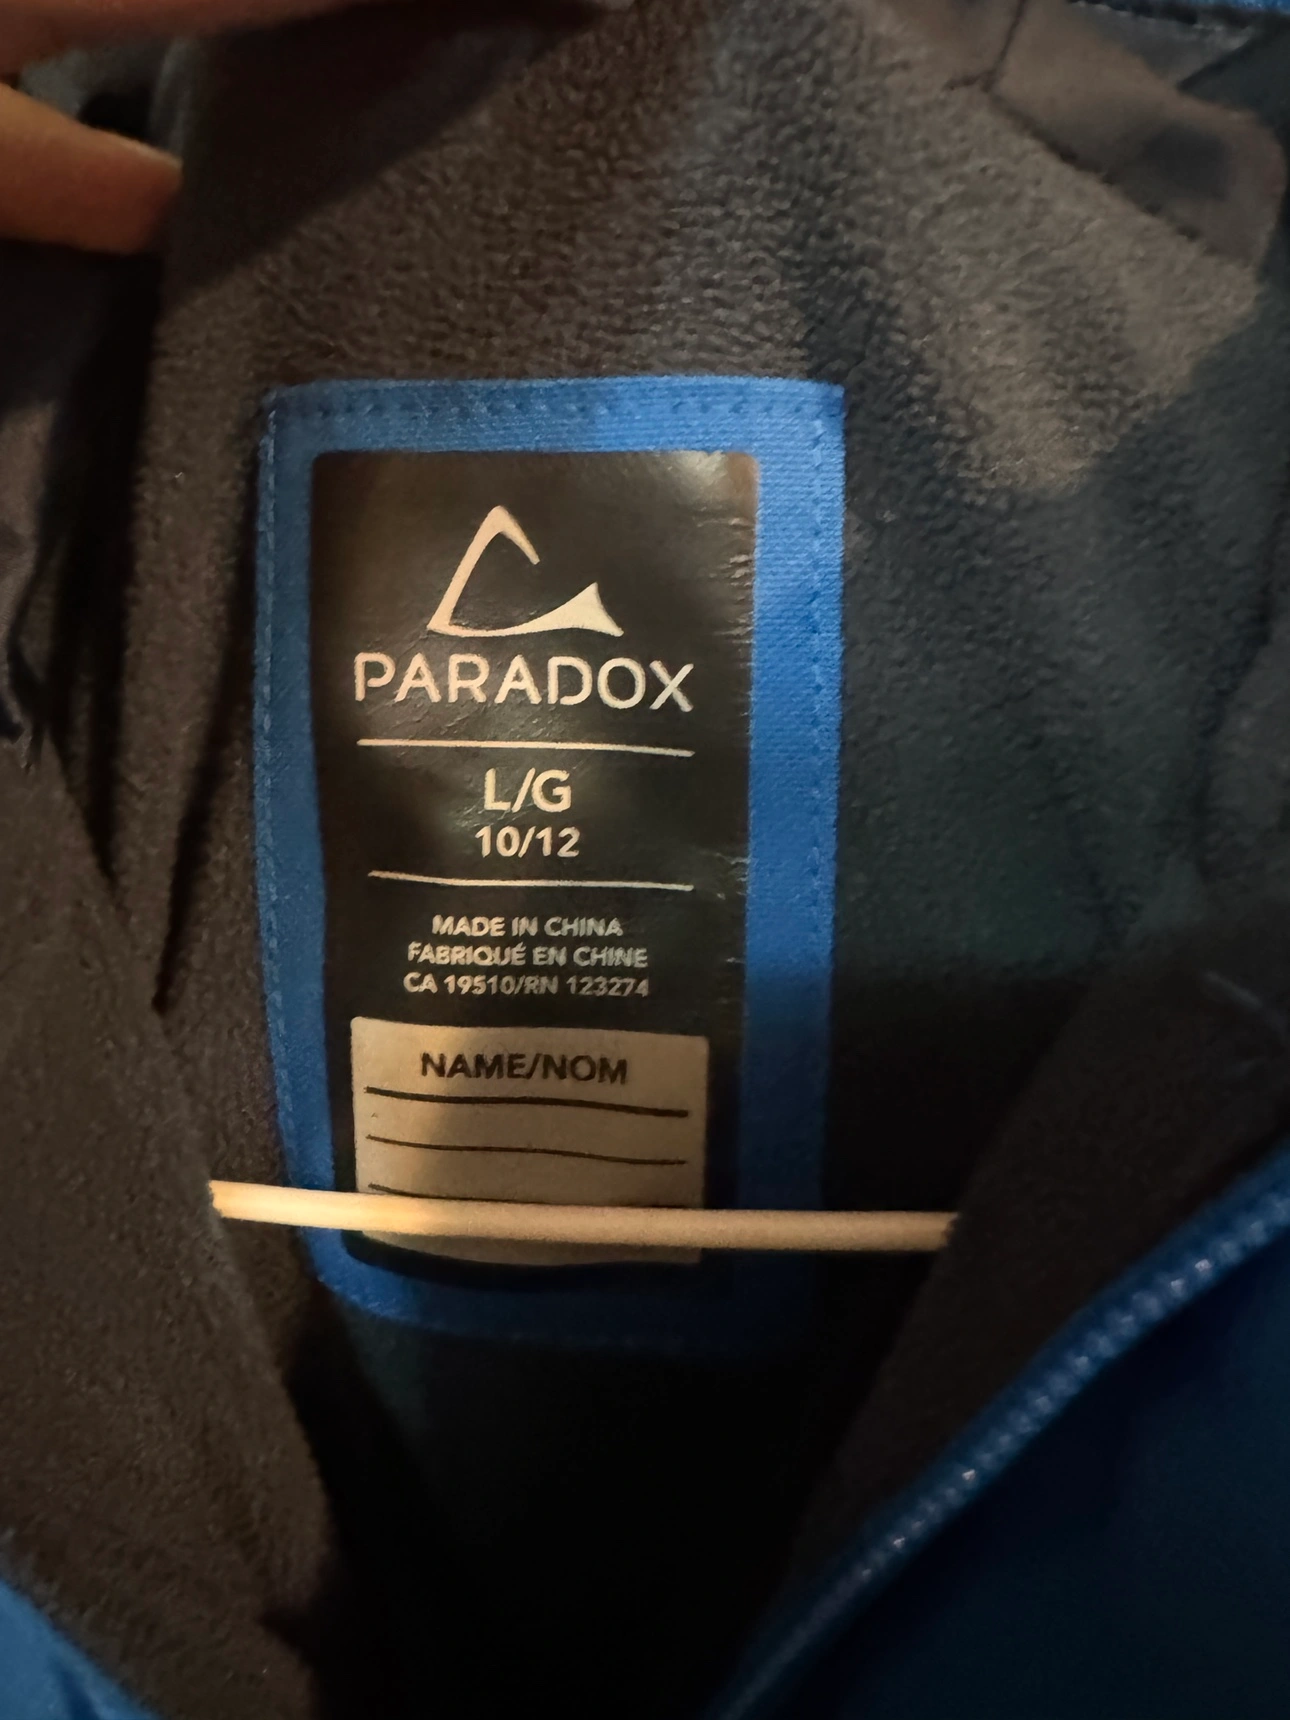 PARADOX
L/G
10/12
MADE IN CHINA
FABRIQUÉ EN CHINE
CA 19510/RN 123274
NAME/NOM